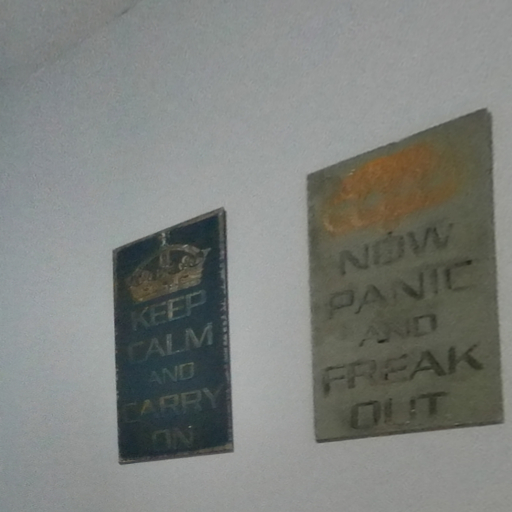 KEEP
CALM
AND
CARRY
ON
NOW
PANIC
AND
FREAK
OUT